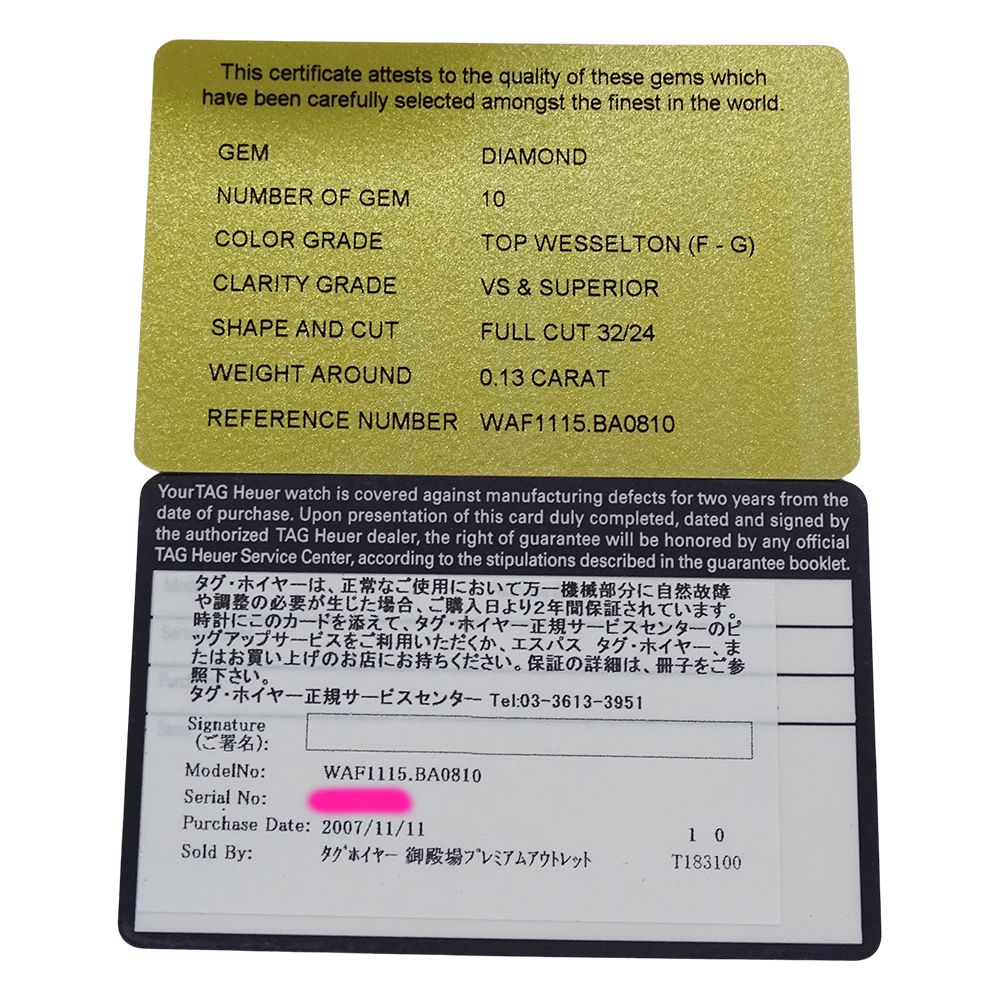 This certificate attests to the quality of these gems which
have been carefully selected amongst the finest in the world.
GEM DIAMOND
NUMBER OF GEM 10
COLOR GRADE TOP WESSELTON (F - G)
CLARITY GRADE VS & SUPERIOR
SHAPE AND CUT FULL CUT 32/24
WEIGHT AROUND 0.13 CARAT
REFERENCE NUMBER WAF1115.BA0810
Your TAG Heuer watch is covered against manufacturing defects for two years from the
date of purchase. Upon presentation of this card duly completed, dated and signed by
the authorized TAG Heuer dealer, the right of guarantee will be honored by any official
TAG Heuer Service Center, according to the stipulations described in the guarantee booklet.
タグ・ホイヤーは、正常なご使用において万一機械部分に自然故障
や調整の必要が生じた場合、ご購入日より2年間保証されています。
時計にこのカードを添えて、タグ・ホイヤー正規サービスセンターのピ
ッグアップサービスをご利用いただくか、エスパス タグ・ホイヤー、ま
たはお買い上げのお店にお持ちください。保証の詳細は、冊子をご参
照下さい。
タグ・ホイヤー正規サービスセンター Tel:03-3613-3951
Signature
(ご署名):
ModelNo: WAF1115.BA0810
Serial No:
Purchase Date: 2007/11/11 1 0
Sold By: ﾀｸﾞﾎｲﾔｰ 御殿場ﾌﾟﾚﾐｱﾑｱｳﾄﾚｯﾄ T183100